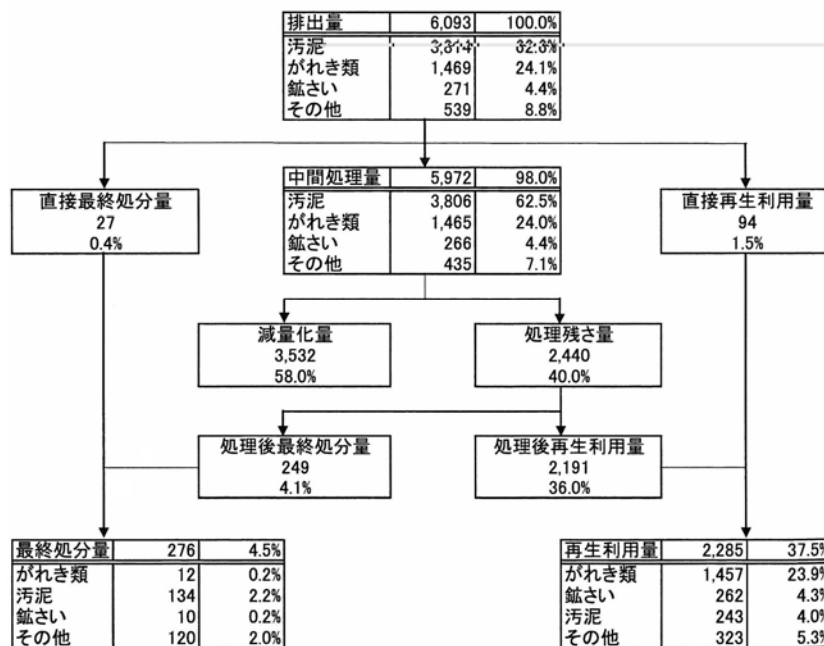 排出量 6,093 100.0%
汚泥
がれき類 1,469 24.1%
鉱さい 271 4.4%
その他 539 8.8%
中間処理量 5,972 98.0%
汚泥 3,806 62.5%
がれき類 1,465 24.0%
鉱さい 266 4.4%
その他 435 7.1%
直接最終処分量
27
0.4%
直接再生利用量
94
1.5%
減量化量
3,532
58.0%
処理残さ量
2,440
40.0%
処理後最終処分量
249
4.1%
処理後再生利用量
2,191
36.0%
最終処分量 276 4.5%
がれき類 12 0.2%
汚泥 134 2.2%
鉱さい 10 0.2%
その他 120 2.0%
再生利用量 2,285 37.5%
がれき類 1,457 23.9%
鉱さい 262 4.3%
汚泥 243 4.0%
その他 323 5.3%